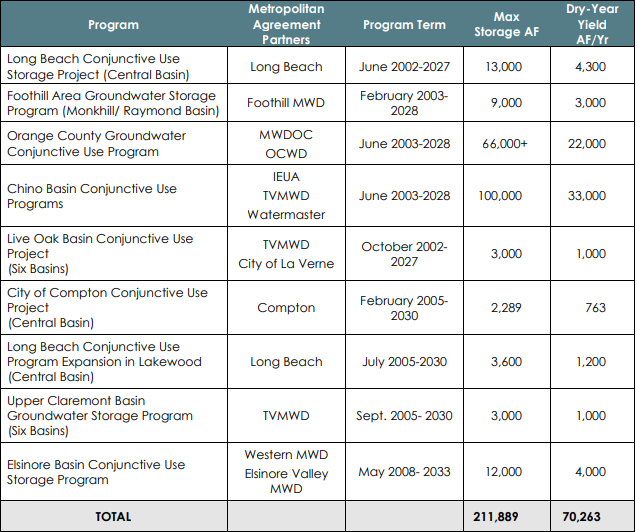 Program
Metropolitan
Agreement
Partners
Program Term
Max
Storage AF
Dry-Year
Yield
AF/Yr
Long Beach Conjunctive Use
Storage Project (Central Basin)
Long Beach
June 2002-2027
13,000
4,300
Foothill Area Groundwater Storage
Program (Monkhill/ Raymond Basin)
Foothill MWD
February 2003-
2028
9,000
3,000
Orange County Groundwater
Conjunctive Use Program
MWDOC
OCWD
June 2003-2028
66,000+
22,000
Chino Basin Conjunctive Use
Programs
IEUA
TVMWD
Watermaster
June 2003-2028
100,000
33,000
Live Oak Basin Conjunctive Use
Project
(Six Basins)
TVMWD
City of La Verne
October 2002-
2027
3,000
1,000
City of Compton Conjunctive Use
Project
(Central Basin)
Compton
February 2005-
2030
2,289
763
Long Beach Conjunctive Use
Program Expansion in Lakewood
(Central Basin)
Long Beach
July 2005-2030
3,600
1,200
Upper Claremont Basin
Groundwater Storage Program
(Six Basins)
TVMWD
Sept. 2005- 2030
3,000
1,000
Elsinore Basin Conjunctive Use
Storage Program
Western MWD
Elsinore Valley
MWD
May 2008- 2033
12,000
4,000
TOTAL
211,889
70,263